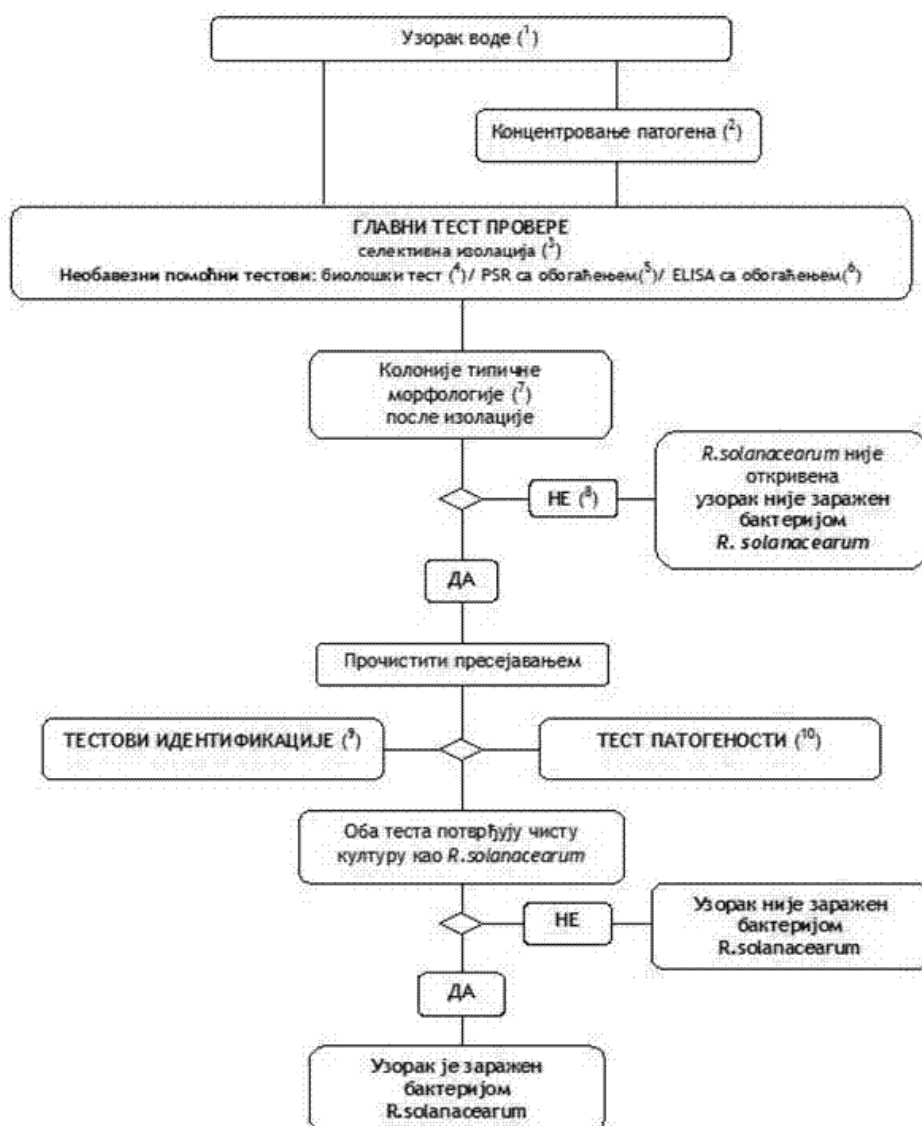 Узорак воде (1)
Концентровање патогена (2)
ГЛАВНИ ТЕСТ ПРОВЕРЕ
селективна изолација (3)
Необавезни помоћни тестови: биолошки тест (4)/ PSR са обогаћењем(5)/ ELISA са обогаћењем(6)
Колоније типичне
морфологије (7)
после изолације
НЕ (8)
R.solanacearum није
откривена
узорак није заражен
бактеријом
R. solanacearum
ДА
Прочистити пресејавањем
ТЕСТОВИ ИДЕНТИФИКАЦИЈЕ (9)
ТЕСТ ПАТОГЕНОСТИ (10)
Оба теста потврђују чисту
културу као R.solanacearum
НЕ
Узорак није заражен
бактеријом
R.solanacearum
ДА
Узорак је заражен
бактеријом
R.solanacearum